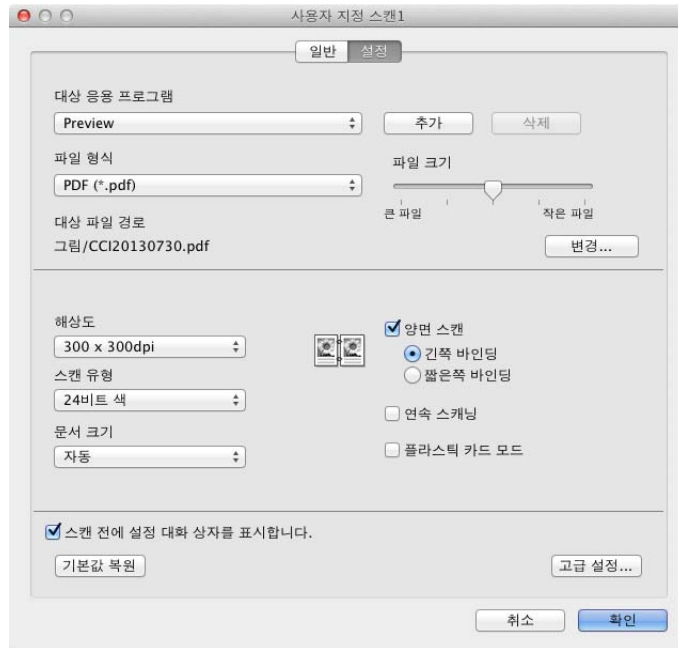 사용자 지정 스캔1
일반 설정
대상 응용 프로그램
Preview 추가 삭제
파일 형식 파일 크기
PDF (*.pdf)
큰 파일 작은 파일
대상 파일 경로
그림/CCI20130730.pdf 변경...
해상도 양면 스캔
300 x 300dpi 긴쪽 바인딩
스캔 유형 짧은쪽 바인딩
24비트 색
연속 스캐닝
문서 크기
자동 플라스틱 카드 모드
스캔 전에 설정 대화 상자를 표시합니다.
기본값 복원 고급 설정...
취소 확인